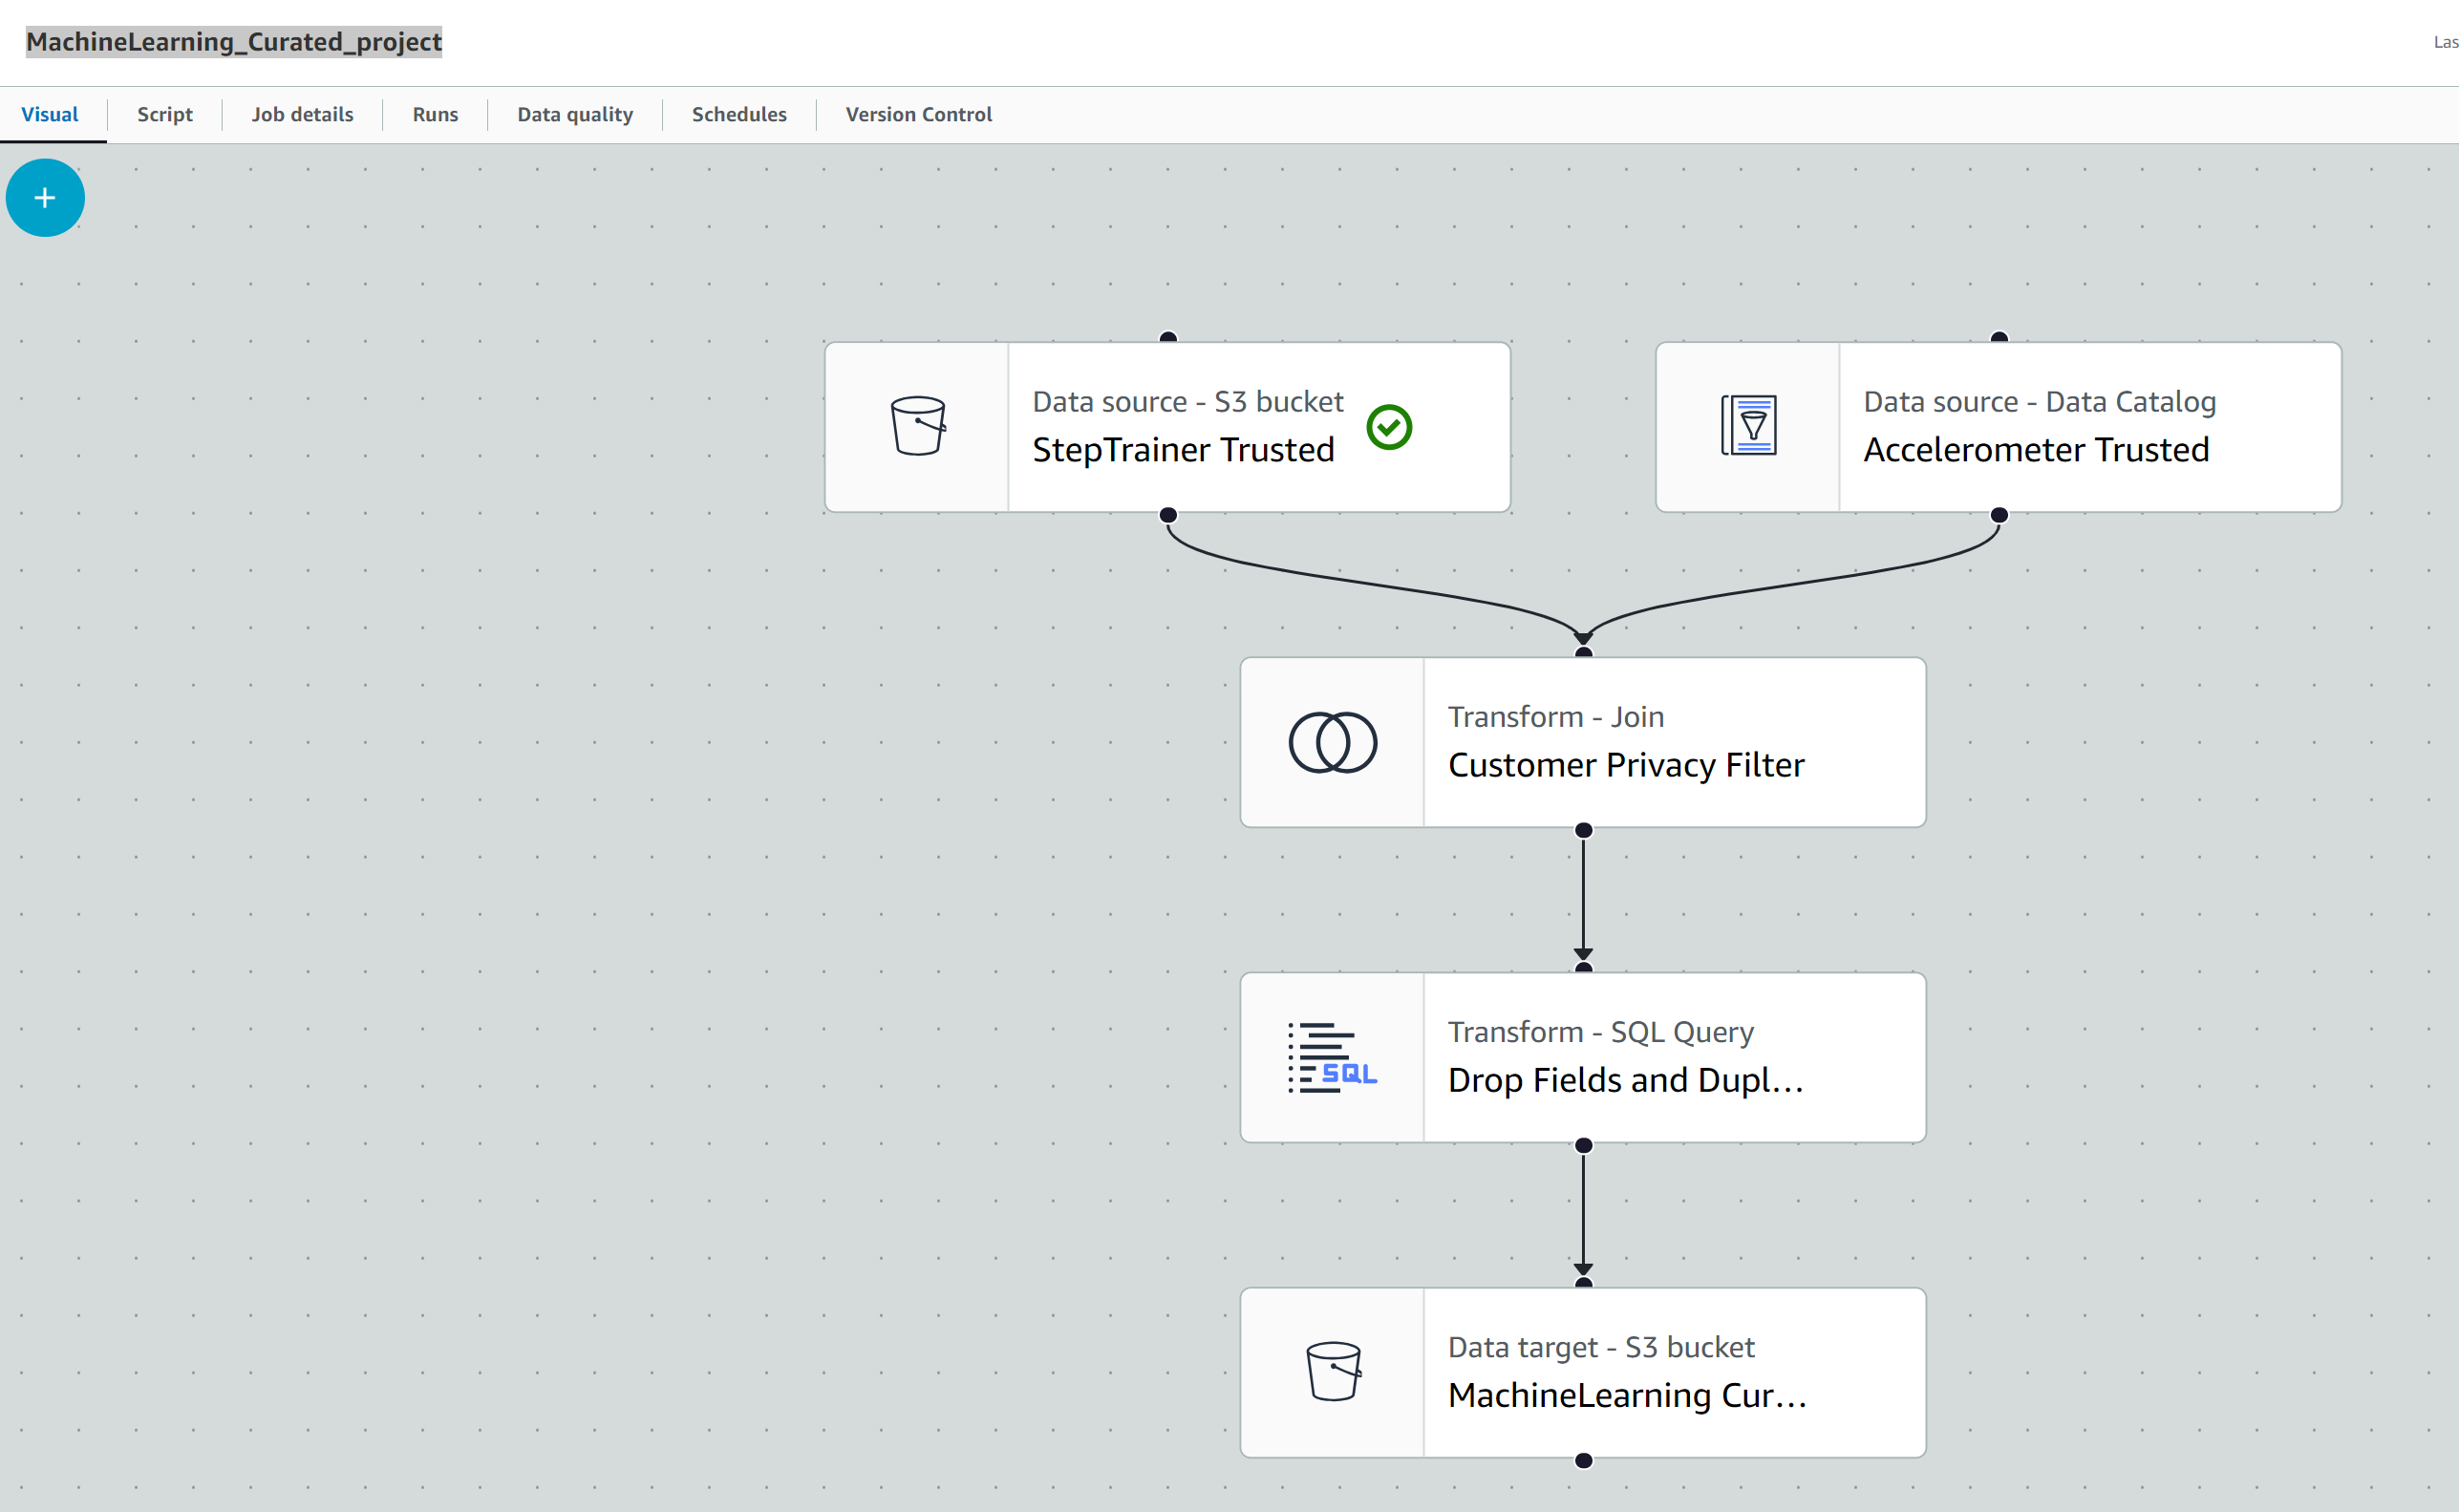 MachineLearning_Curated_project
Las
Visual Script Job details Runs Data quality Schedules Version Control
Data source - S3 bucket
StepTrainer Trusted
Data source - Data Catalog
Accelerometer Trusted
Transform - Join
Customer Privacy Filter
Transform - SQL Query
Drop Fields and Dupl...
SQL
Data target - S3 bucket
MachineLearning Cur...